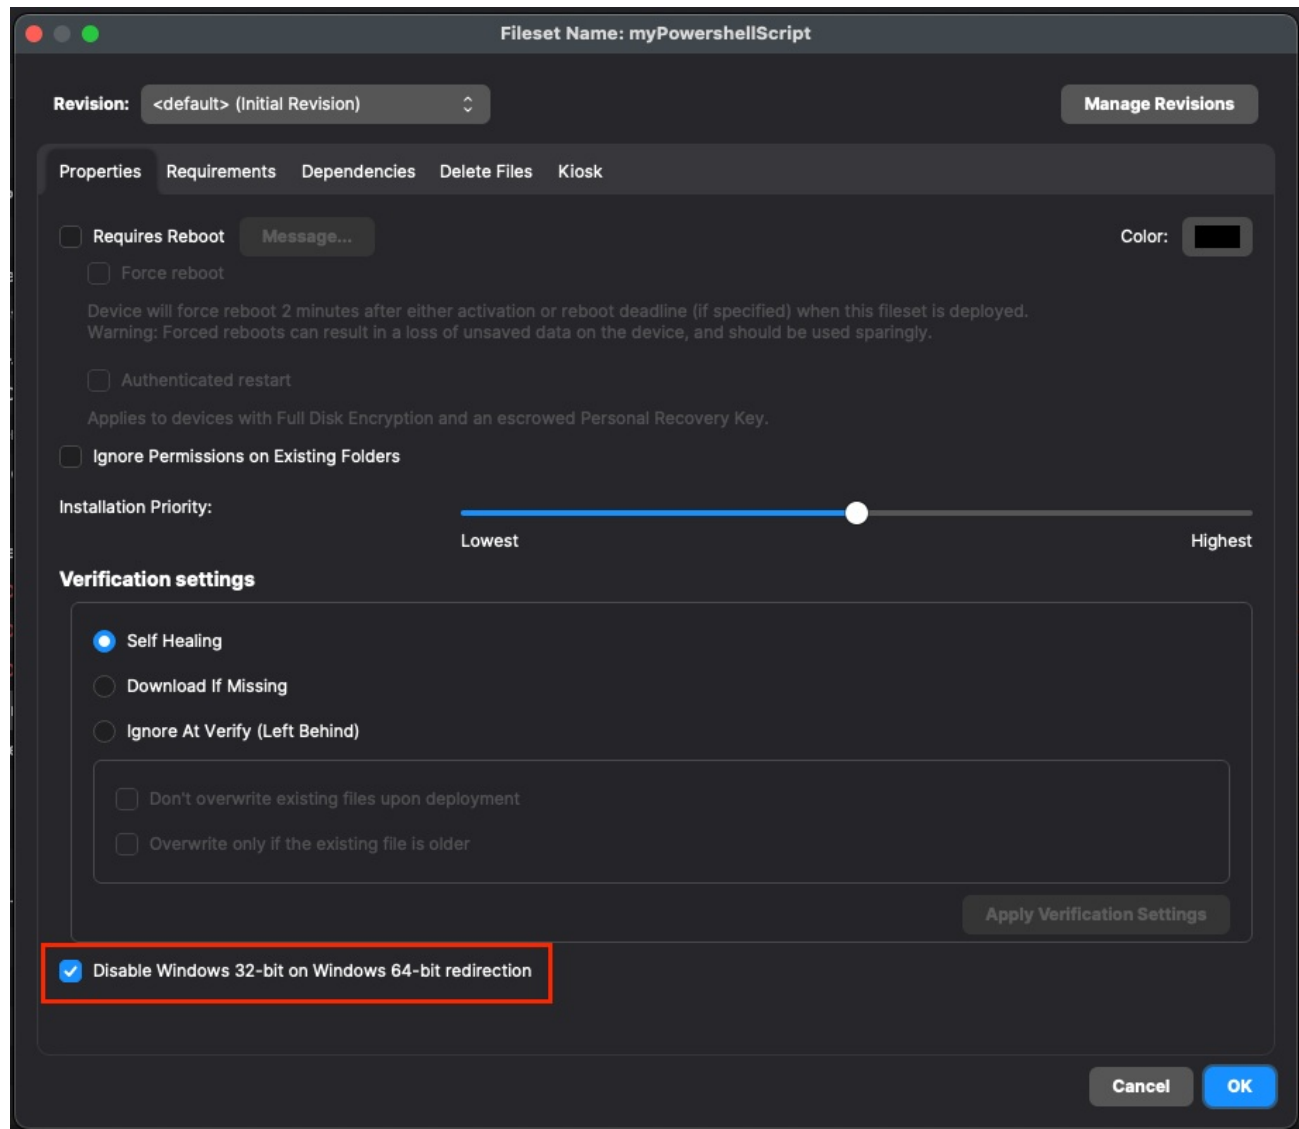 Fileset Name: myPowershellScript
Revision: <default> (Initial Revision) Manage Revisions
Properties Requirements Dependencies Delete Files Kiosk
Requires Reboot Message... Color:
Force reboot
Device will force reboot 2 minutes after either activation or reboot deadline (if specified) when this fileset is deployed.
Warning: Forced reboots can result in a loss of unsaved data on the device, and should be used sparingly.
Authenticated restart
Applies to devices with Full Disk Encryption and an escrowed Personal Recovery Key.
Ignore Permissions on Existing Folders
Installation Priority:
Lowest Highest
Verification settings
Self Healing
Download If Missing
Ignore At Verify (Left Behind)
Don't overwrite existing files upon deployment
Overwrite only if the existing file is older
Apply Verification Settings
Disable Windows 32-bit on Windows 64-bit redirection
Cancel OK